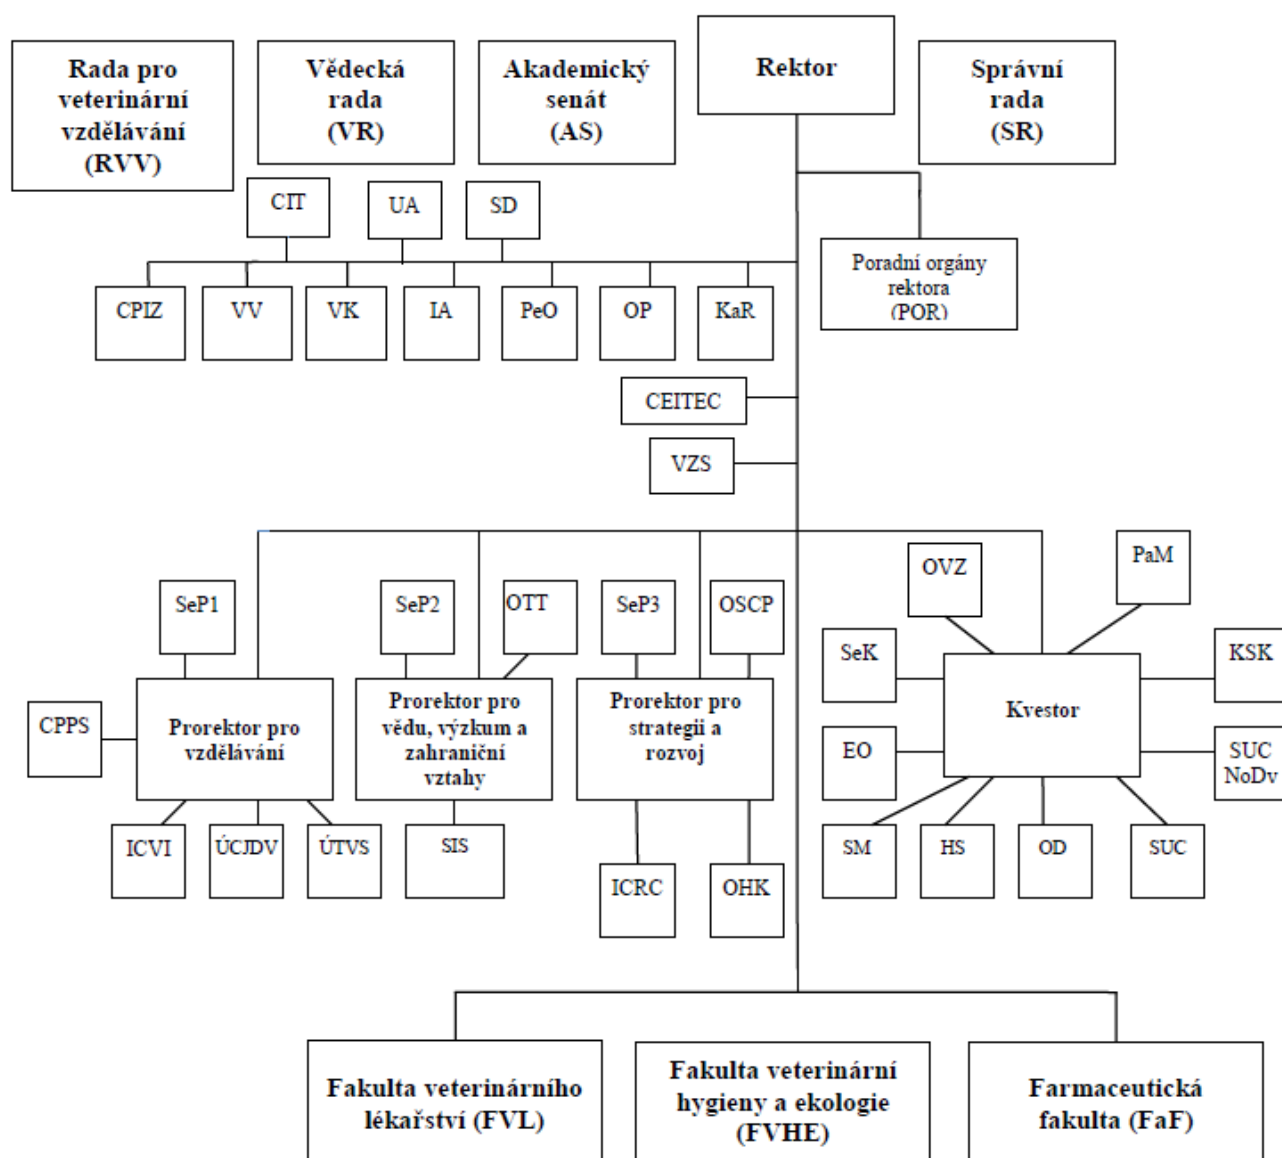 Rada pro
veterinární
vzdělávání
(RVV)
Vědecká
rada
(VR)
Akademický
senát
(AS)
Rektor
Správní
rada
(SR)
CIT
UA
SD
Poradní orgány
rektora
(POR)
CPIZ
VV
VK
IA
PeO
OP
KaR
CEITEC
VZS
SeP1
SeP2
OTT
SeP3
OSCP
OVZ
PaM
SeK
KSK
CPPS
Prorektor pro
vzdělávání
Prorektor pro
vědu, výzkum a
zahraniční
vztahy
Prorektor pro
strategii a
rozvoj
Kvestor
EO
SUC
NoDv
ICVI
ÚCJDV
ÚTVS
SIS
ICRC
OHK
SM
HS
OD
SUC
Fakulta veterinárního
lékařství (FVL)
Fakulta veterinární
hygieny a ekologie
(FVHE)
Farmaceutická
fakulta (FaF)